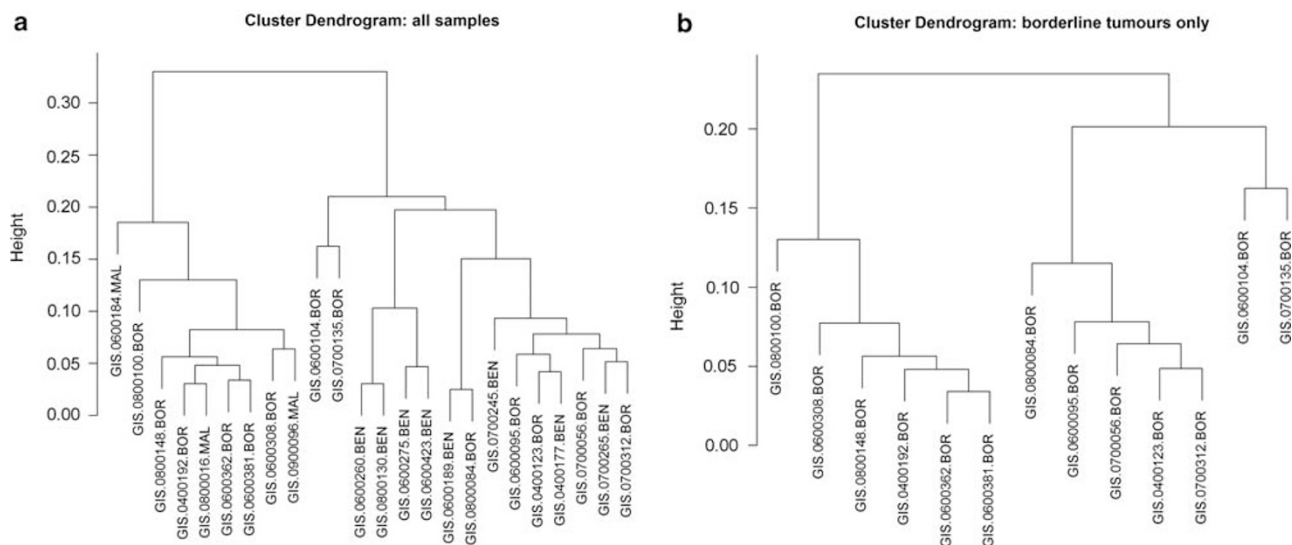 a
Cluster Dendrogram: all samples
Height
0.30
0.25
0.20
0.15
0.10
0.05
0.00
GIS.0600184.MAL
GIS.0800100.BOR
GIS.0800148.BOR
GIS.0400192.BOR
GIS.0800016.MAL
GIS.0600362.BOR
GIS.0600381.BOR
GIS.0600308.BOR
GIS.0900096.MAL
GIS.0600104.BOR
GIS.0700135.BOR
GIS.0600260.BEN
GIS.0800130.BEN
GIS.0600275.BEN
GIS.0600423.BEN
GIS.0600189.BEN
GIS.0800084.BOR
GIS.0700245.BEN
GIS.0600095.BOR
GIS.0400123.BOR
GIS.0400177.BEN
GIS.0700056.BOR
GIS.0700265.BEN
GIS.0700312.BOR
b
Cluster Dendrogram: borderline tumours only
Height
0.20
0.15
0.10
0.05
0.00
GIS.0800100.BOR
GIS.0600308.BOR
GIS.0800148.BOR
GIS.0400192.BOR
GIS.0600362.BOR
GIS.0600381.BOR
GIS.0800084.BOR
GIS.0600095.BOR
GIS.0700056.BOR
GIS.0400123.BOR
GIS.0700312.BOR
GIS.0600104.BOR
GIS.0700135.BOR